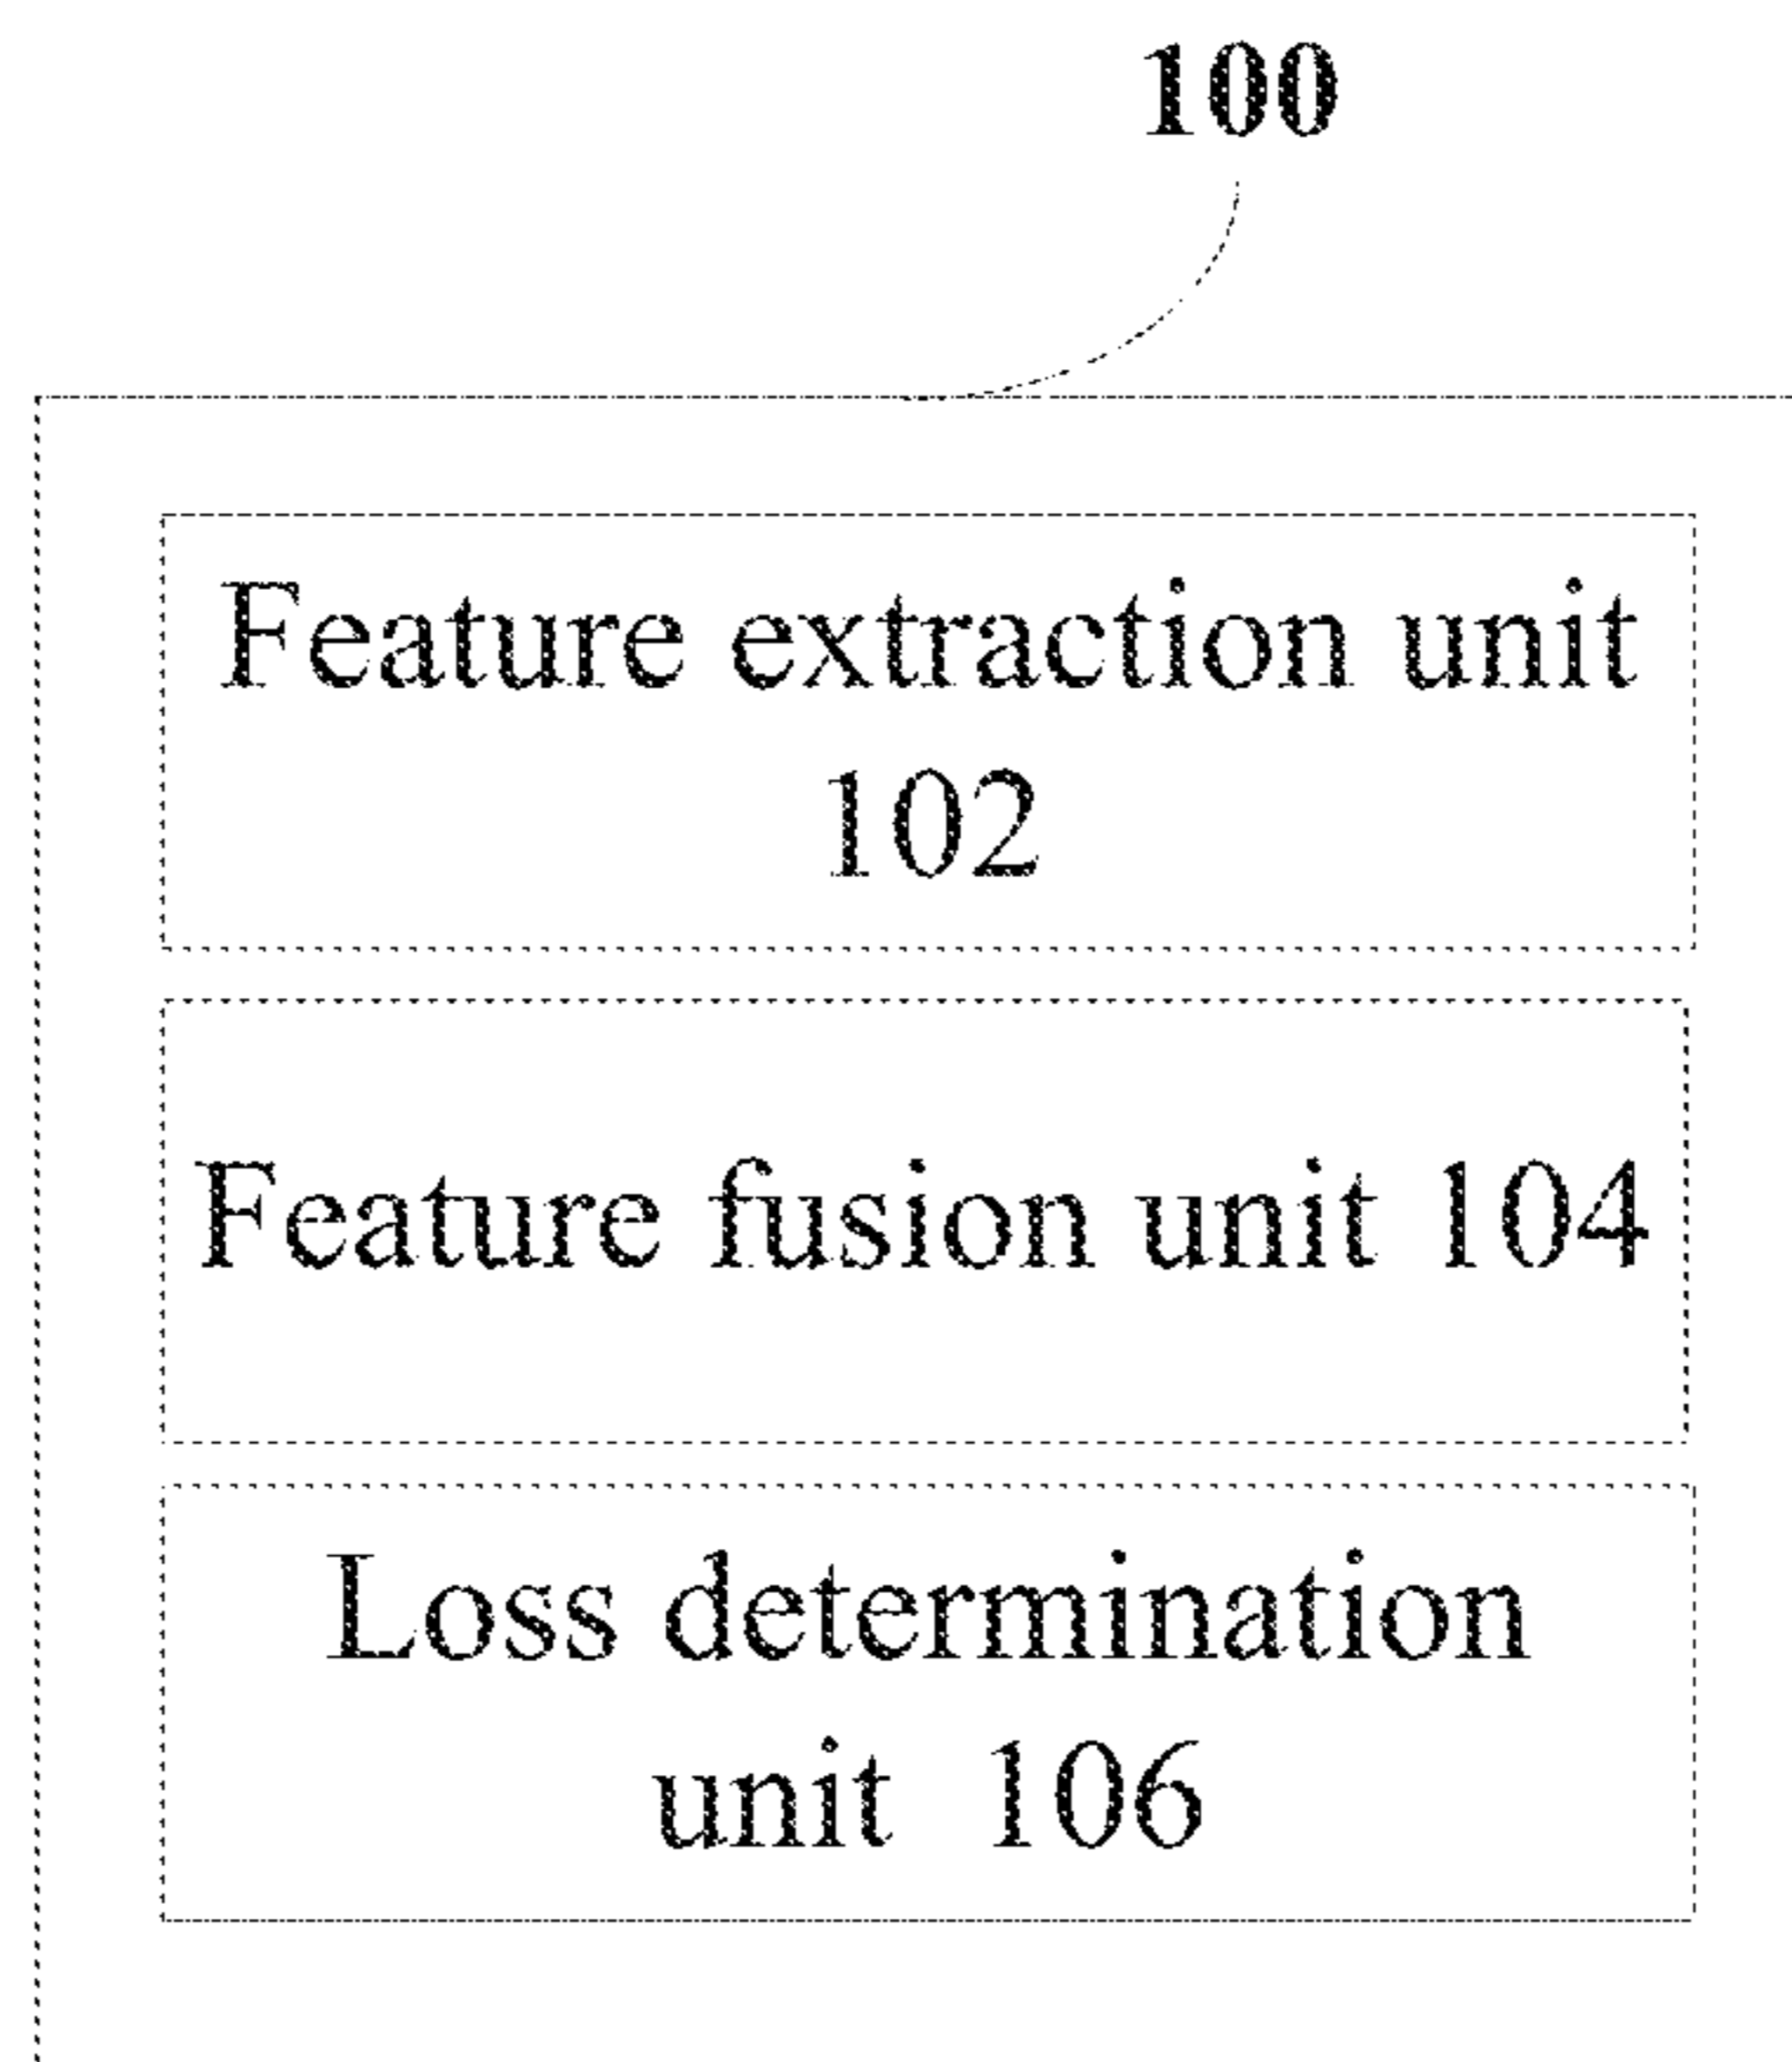 100
Feature extraction unit
102
Feature fusion unit 104
Loss determination
unit 106